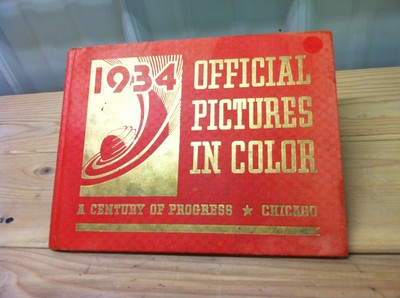 1934
OFFICIAL
PICTURES
IN COLOR
A CENTURY OF PROGRESS ★ CHICAGO